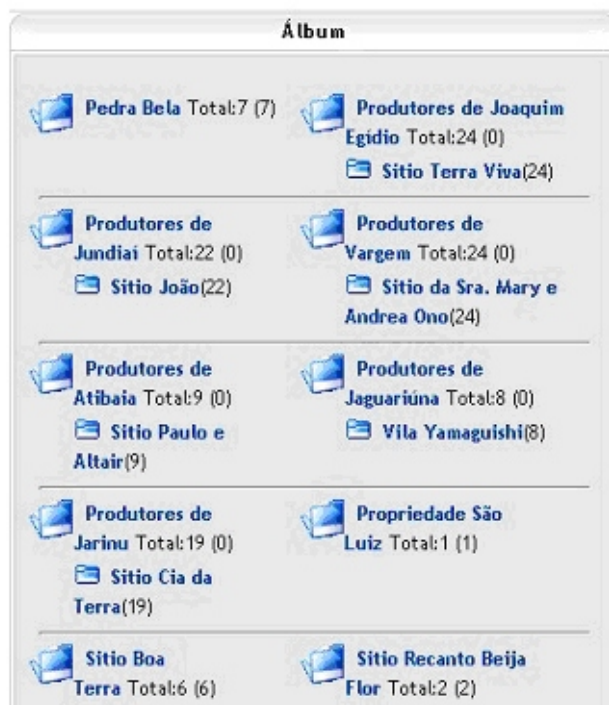 Álbum
Pedra Bela Total:7 (7)
Produtores de Joaquim
Egídio Total:24 (0)
Sitio Terra Viva(24)
Produtores de
Jundiaí Total:22 (0)
Sitio João(22)
Produtores de
Vargem Total:24 (0)
Sitio da Sra. Mary e
Andrea Ono(24)
Produtores de
Atibaia Total:9 (0)
Sitio Paulo e
Altair(9)
Produtores de
Jaguariúna Total:8 (0)
Vila Yamaguishi(8)
Produtores de
Jarinu Total:19 (0)
Sitio Cia da
Terra(19)
Propriedade São
Luiz Total:1 (1)
Sitio Boa
Terra Total:6 (6)
Sitio Recanto Beija
Flor Total:2 (2)